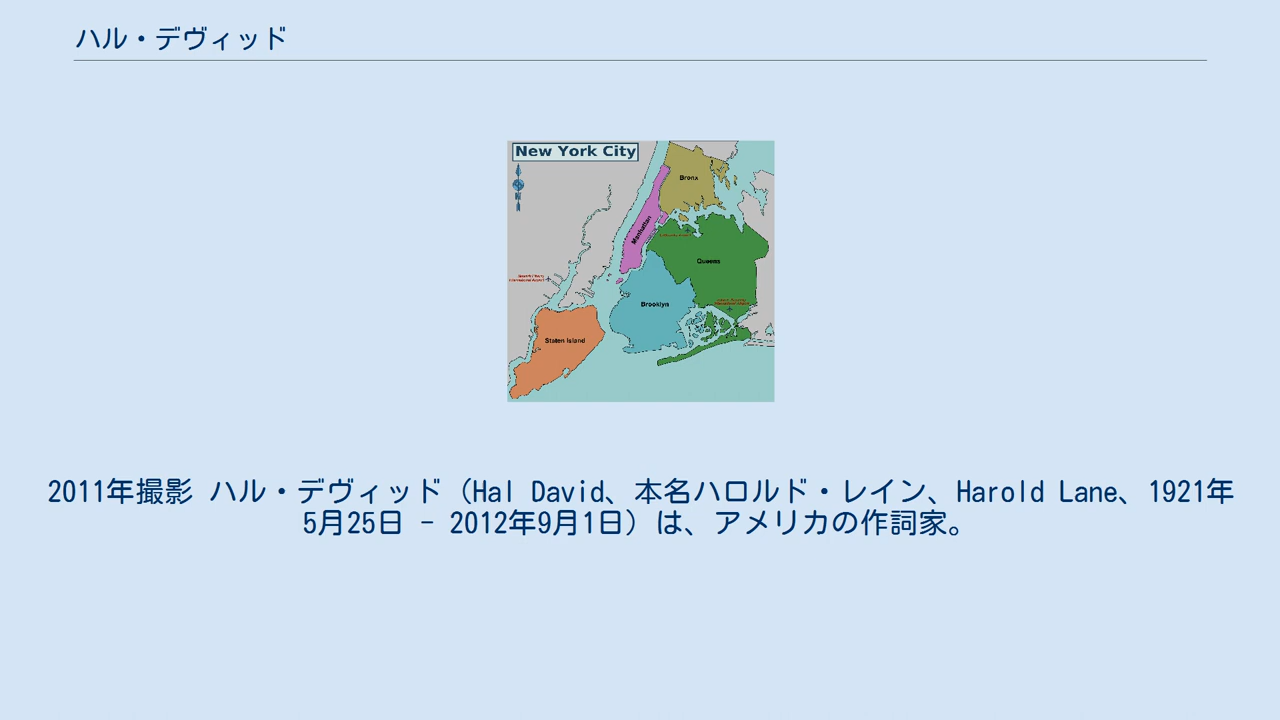 ハル・デヴィッド
New York City
Bronx
Manhattan
Queens
Brooklyn
Staten Island
2011年撮影 ハル・デヴィッド（Hal David、本名ハロルド・レイン、Harold Lane、1921年
5月25日 - 2012年9月1日）は、アメリカの作詞家。